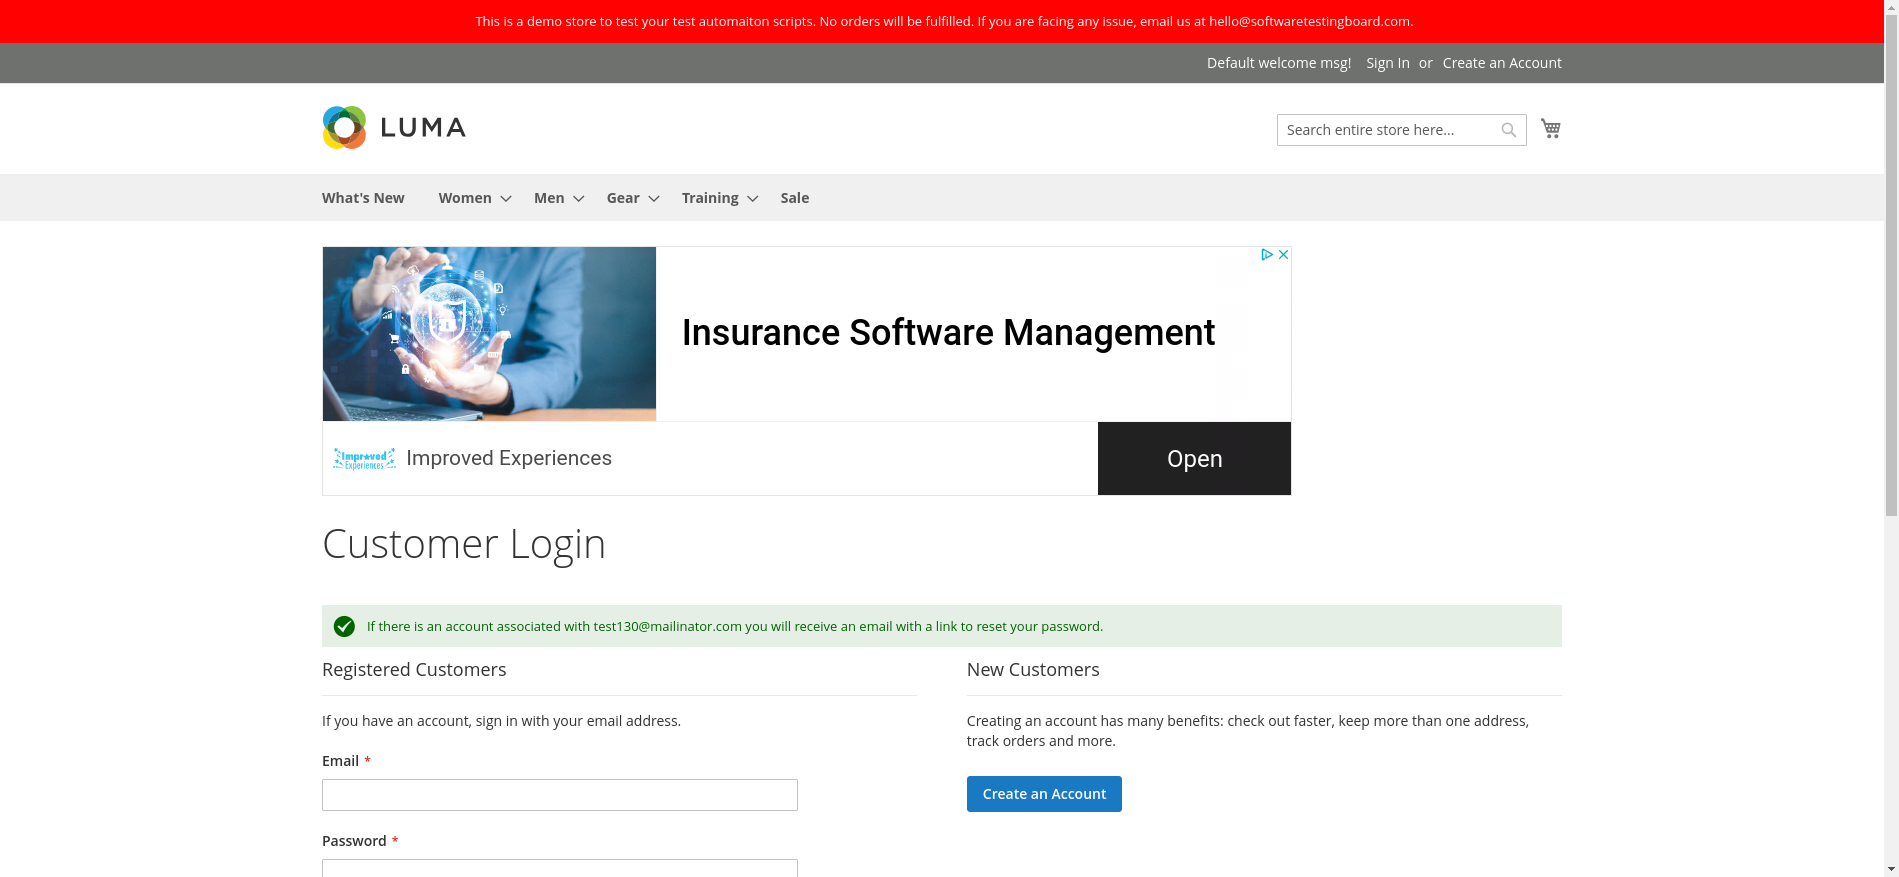 This is a demo store to test your test automaiton scripts. No orders will be fulfilled. If you are facing any issue, email us at hello@softwaretestingboard.com.
Default welcome msg! Sign In or Create an Account
LUMA
Search entire store here...
What's New Women Men Gear Training Sale
Insurance Software Management
Improved
Experiences
Improved Experiences
Open
Customer Login
If there is an account associated with test130@mailinator.com you will receive an email with a link to reset your password.
Registered Customers
If you have an account, sign in with your email address.
Email *
Password *
New Customers
Creating an account has many benefits: check out faster, keep more than one address,
track orders and more.
Create an Account